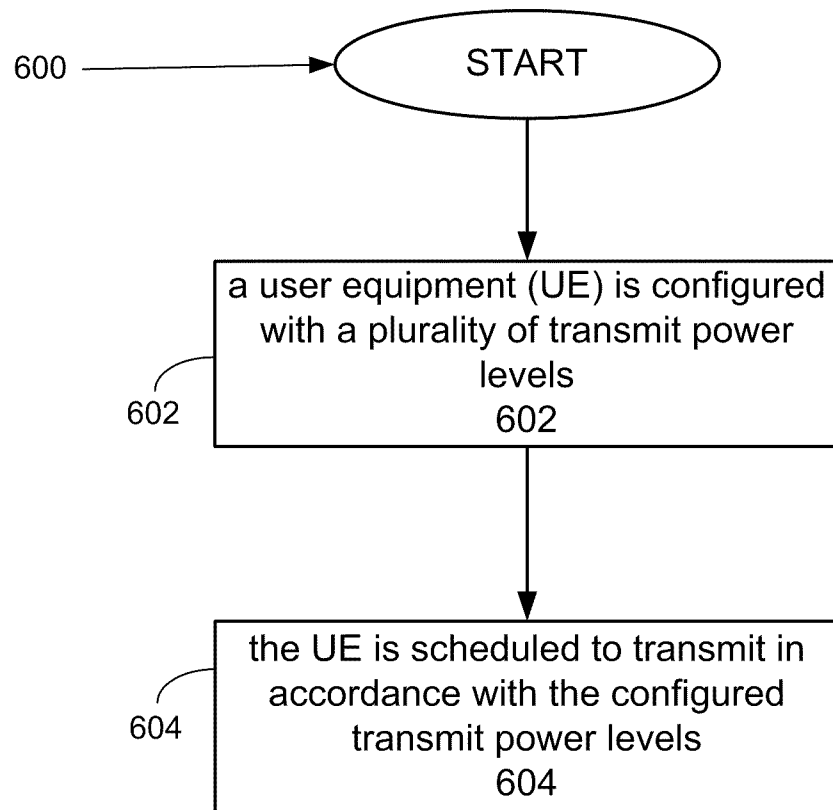 600
START
a user equipment (UE) is configured
with a plurality of transmit power
levels
602
602
the UE is scheduled to transmit in
accordance with the configured
transmit power levels
604
604